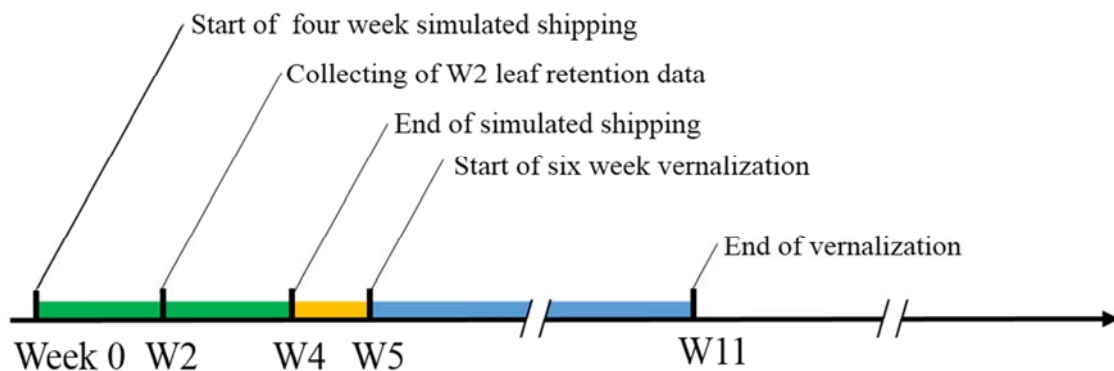 Start of four week simulated shipping
Collecting of W2 leaf retention data
End of simulated shipping
Start of six week vernalization
End of vernalization
Week 0 W2 W4 W5 W11